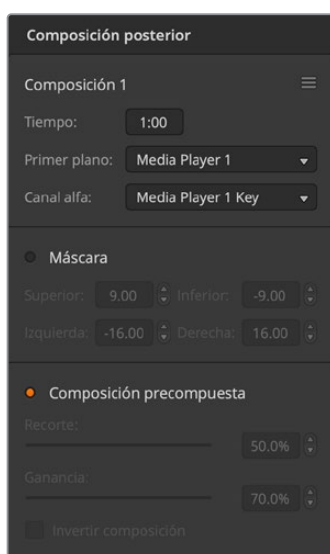 Composición posterior
Composición 1
Tiempo: 1:00
Primer plano: Media Player 1
Canal alfa: Media Player 1 Key
Máscara
Superior: 9.00 Inferior: -9.00
Izquierda: -16.00 Derecha: 16.00
Composición precompuesta
Recorte:
50.0%
Ganancia:
70.0%
Invertir composición